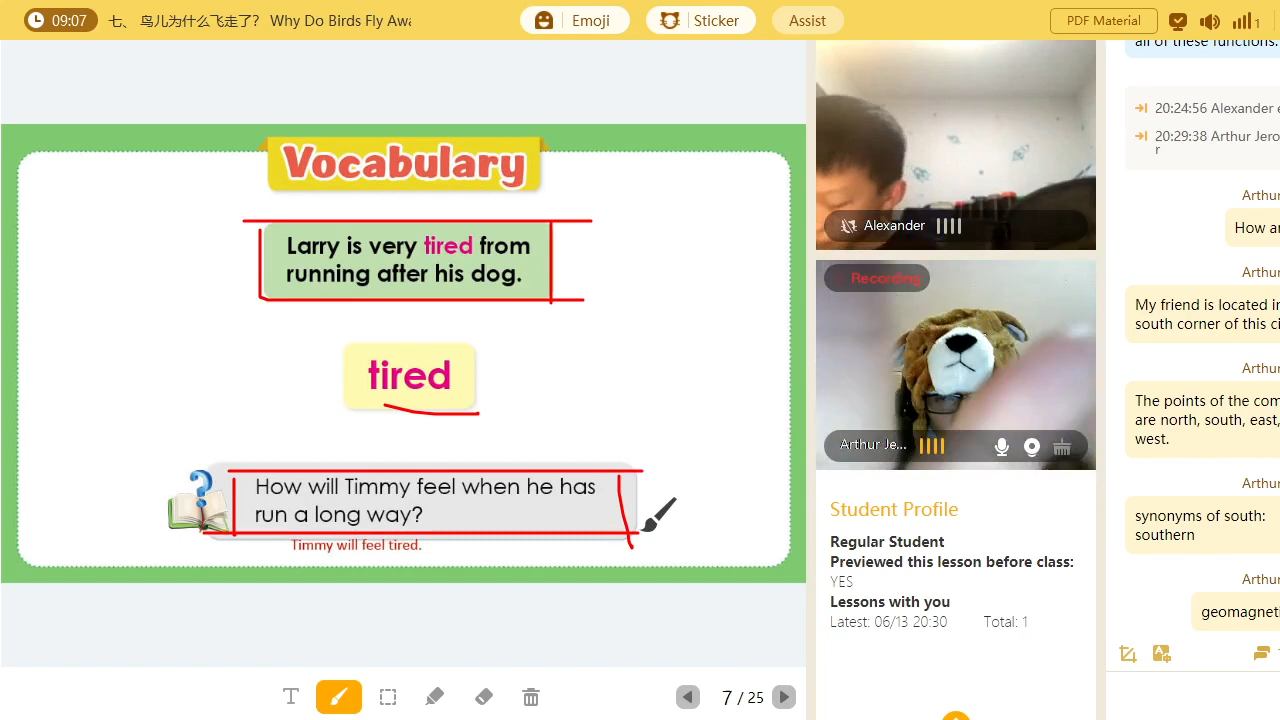 09:07
七、 鸟儿为什么飞走了？ Why Do Birds Fly Awa
Emoji
Sticker
Assist
PDF Material
1
Vocabulary
Larry is very tired from
running after his dog.
tired
How will Timmy feel when he has
run a long way?
Timmy will feel tired.
7 / 25
Alexander
Recording
Arthur Je...
Student Profile
Regular Student
Previewed this lesson before class:
YES
Lessons with you
Latest: 06/13 20:30 Total: 1
all of these functions.
20:24:56 Alexander e
20:29:38 Arthur Jero
r
Arthur
How ar
Arthur
My friend is located in
south corner of this ci
Arthur
The points of the com
are north, south, east,
west.
Arthur
synonyms of south:
southern
Arthur
geomagneti